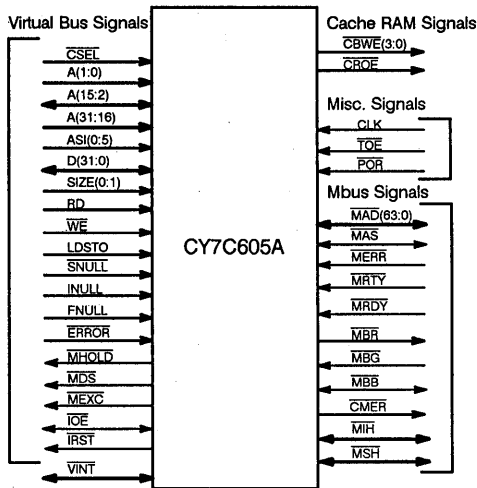 Virtual Bus Signals
CSEL
A(1:0)
A(15:2)
A(31:16)
ASI(0:5)
D(31:0)
SIZE(0:1)
RD
WE
LDSTO
SNULL
INULL
FNULL
ERROR
MHOLD
MDS
MEXC
IOE
IRST
VINT
CY7C605A
Cache RAM Signals
CBWE(3:0)
CROE
Misc. Signals
CLK
TOE
POR
Mbus Signals
MAD(63:0)
MAS
MERR
MRTY
MRDY
MBR
MBG
MBB
CMER
MIH
MSH